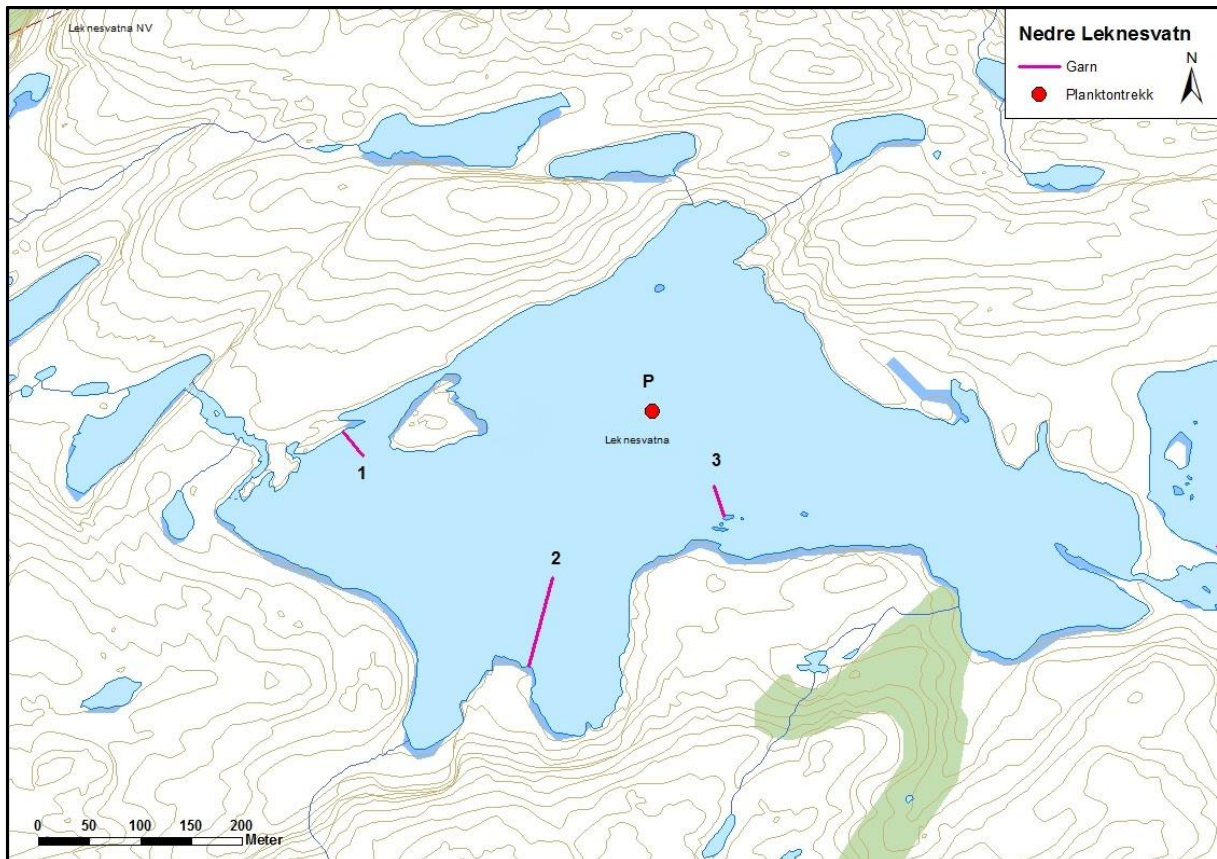 Leknesvatna NV
Nedre Leknesvatn
N
Garn
Planktontrekk
P
Leknesvatna
1
3
2
0 50 100 150 200
Meter